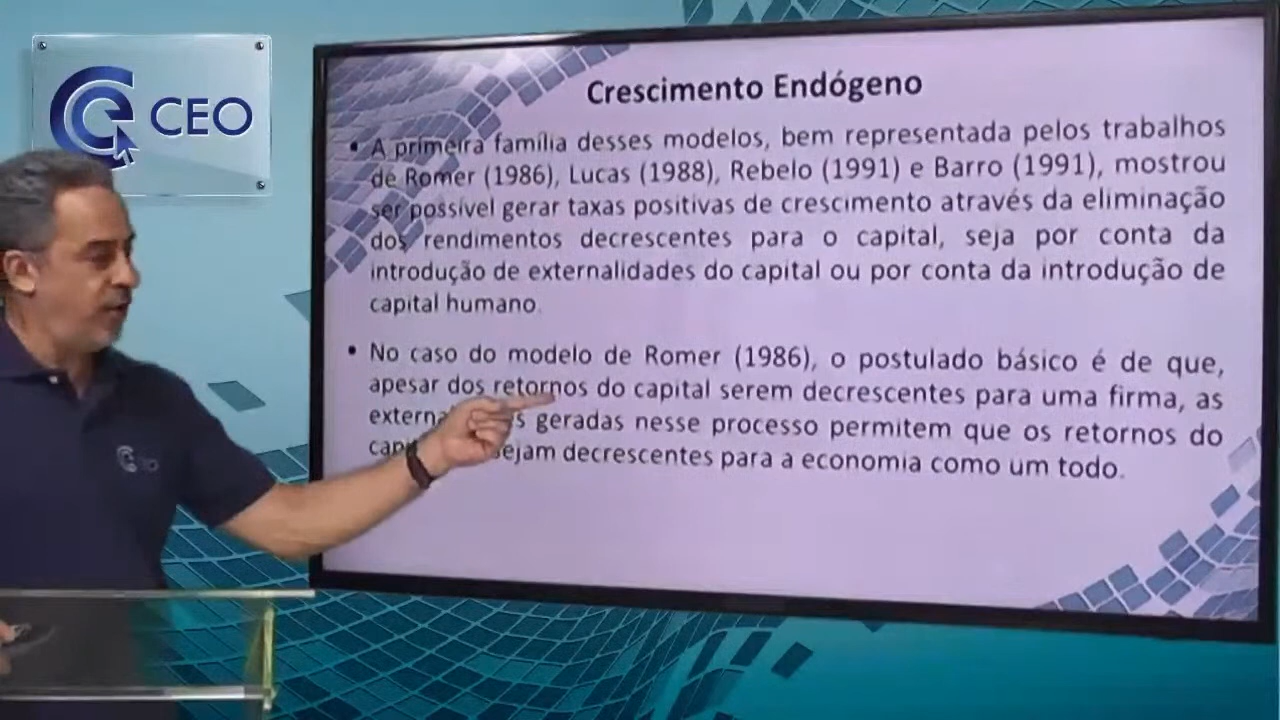 CEO
Crescimento Endógeno
• A primeira família desses modelos, bem representada pelos trabalhos
de Romer (1986), Lucas (1988), Rebelo (1991) e Barro (1991), mostrou
ser possível gerar taxas positivas de crescimento através da eliminação
dos rendimentos decrescentes para o capital, seja por conta da
introdução de externalidades do capital ou por conta da introdução de
capital humano.
• No caso do modelo de Romer (1986), o postulado básico é de que,
apesar dos retornos do capital serem decrescentes para uma firma, as
geradas nesse processo permitem que os retornos do
sejam decrescentes para a economia como um todo.